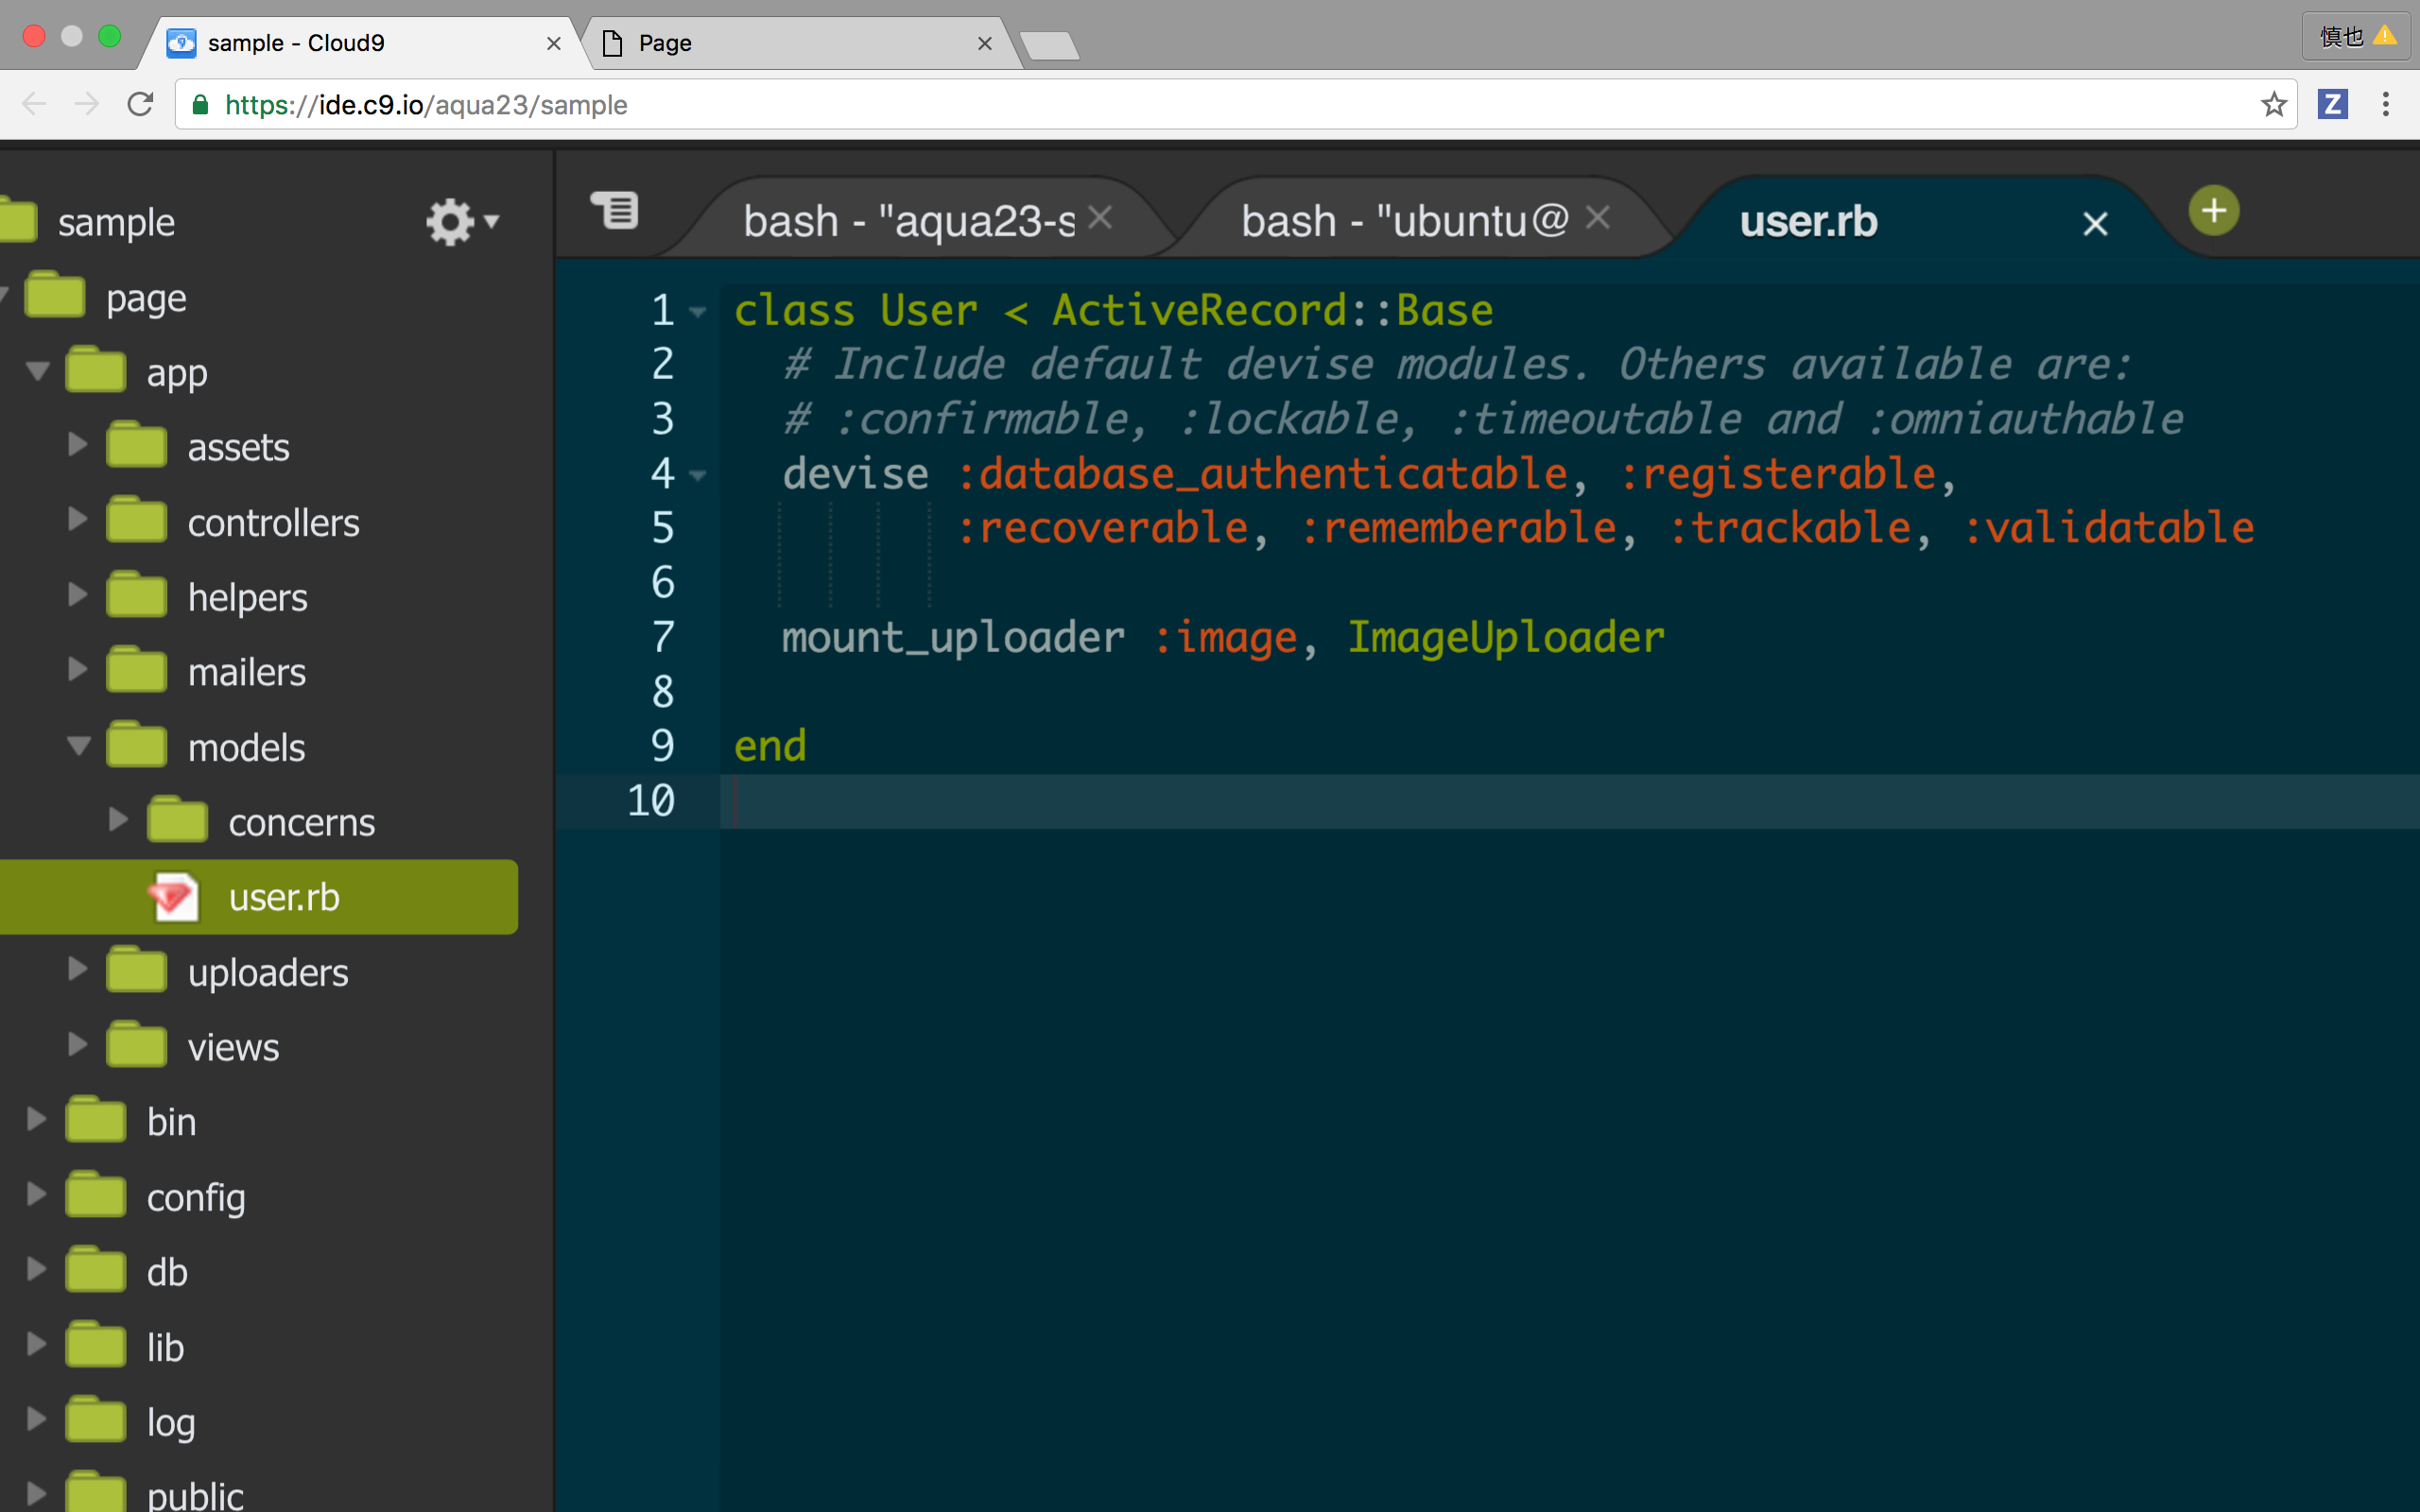 sample - Cloud9
Page
慎也
https://ide.c9.io/aqua23/sample
Z
sample
page
app
assets
controllers
helpers
mailers
models
concerns
user.rb
uploaders
views
bin
config
db
lib
log
public
bash - "aqua23-s
bash - "ubuntu@
user.rb
1 class User < ActiveRecord::Base
2 # Include default devise modules. Others available are:
3 # :confirmable, :lockable, :timeoutable and :omniauthable
4 devise :database_authenticatable, :registerable,
5 :recoverable, :rememberable, :trackable, :validatable
6
7 mount_uploader :image, ImageUploader
8
9 end
10